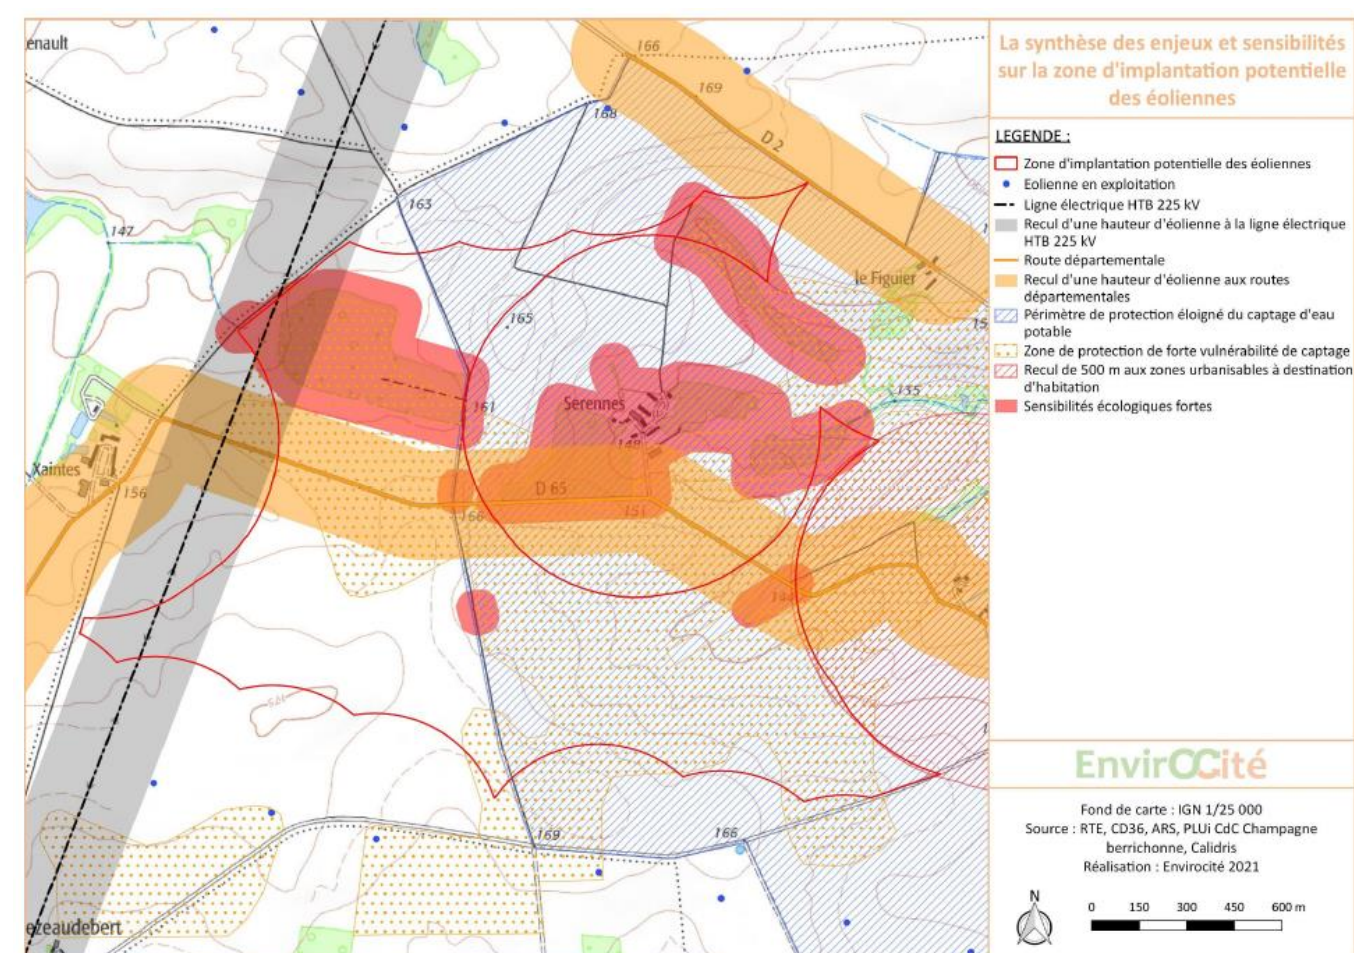 enault
166
169
168
D 2
163
147
le Figuier
165
135
161
Serennes
149
Xaintes
156
D 65
166
151
144
175
169
166
ezeaudebert
La synthèse des enjeux et sensibilités
sur la zone d'implantation potentielle
des éoliennes
LEGENDE :
Zone d'implantation potentielle des éoliennes
Eolienne en exploitation
Ligne électrique HTB 225 kV
Recul d'une hauteur d'éolienne à la ligne électrique
HTB 225 kV
Route départementale
Recul d'une hauteur d'éolienne aux routes
départementales
Périmètre de protection éloigné du captage d'eau
potable
Zone de protection de forte vulnérabilité de captage
Recul de 500 m aux zones urbanisables à destination
d'habitation
Sensibilités écologiques fortes
EnvirOCité
Fond de carte : IGN 1/25 000
Source : RTE, CD36, ARS, PLUi CdC Champagne
berrichonne, Calidris
Réalisation : Envirocité 2021
N
0 150 300 450 600 m